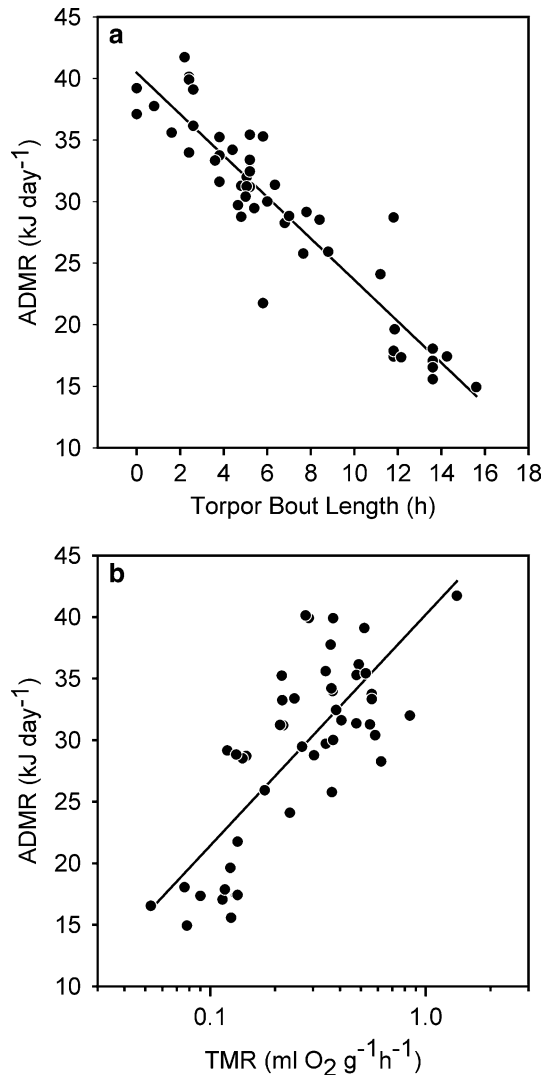 a
45
40
35
30
25
20
15
10
ADMR (kJ day⁻¹)
0 2 4 6 8 10 12 14 16 18
Torpor Bout Length (h)
b
45
40
35
30
25
20
15
10
ADMR (kJ day⁻¹)
0.1 1.0
TMR (ml O₂ g⁻¹h⁻¹)